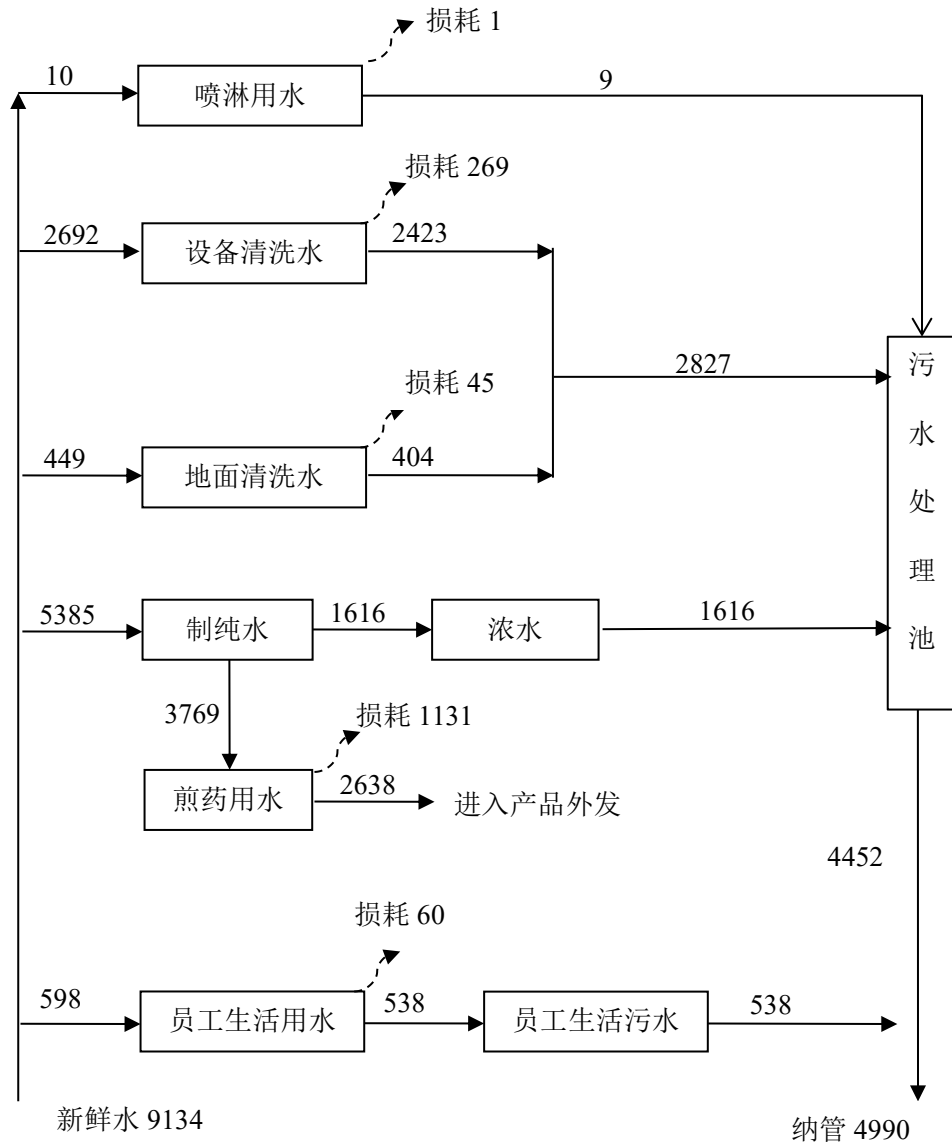 损耗 1
10
喷淋用水
9
损耗 269
2692
设备清洗水
2423
2827
污水处理池
损耗 45
449
地面清洗水
404
5385
制纯水
1616
浓水
1616
3769
损耗 1131
煎药用水
2638
进入产品外发
4452
损耗 60
598
员工生活用水
538
员工生活污水
538
新鲜水 9134
纳管 4990